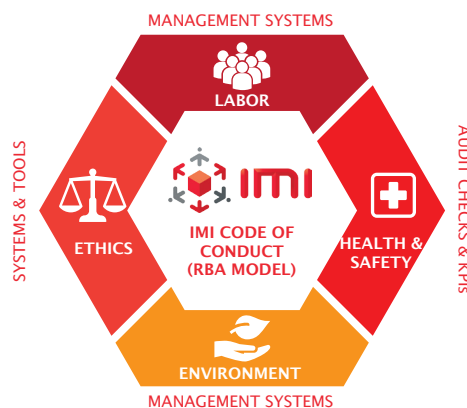 MANAGEMENT SYSTEMS
LABOR
SYSTEMS & TOOLS
ETHICS
IMI
IMI CODE OF
CONDUCT
(RBA MODEL)
HEALTH &
SAFETY
AUDIT CHECKS & KPIs
ENVIRONMENT
MANAGEMENT SYSTEMS